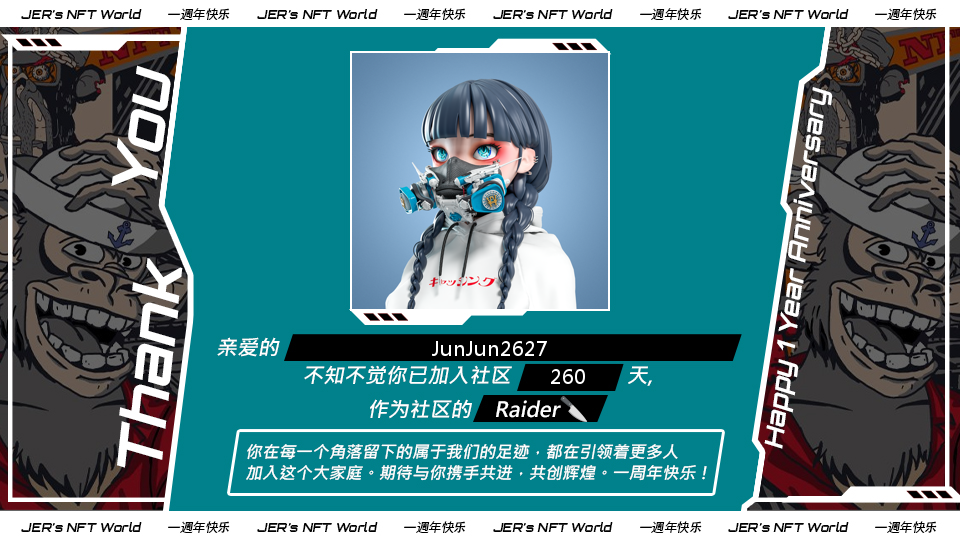 JER's NFT World 一週年快乐 JER's NFT World 一週年快乐 JER's NFT World 一週年快乐 JER's NFT World 一週年快乐
Thank You
Happy 1 Year Anniversary
亲爱的 JunJun2627
不知不觉你已加入社区 260 天,
作为社区的 Raider
你在每一个角落留下的属于我们的足迹，都在引领着更多人
加入这个大家庭。期待与你携手共进，共创辉煌。一周年快乐！
JER's NFT World 一週年快乐 JER's NFT World 一週年快乐 JER's NFT World 一週年快乐 JER's NFT World 一週年快乐